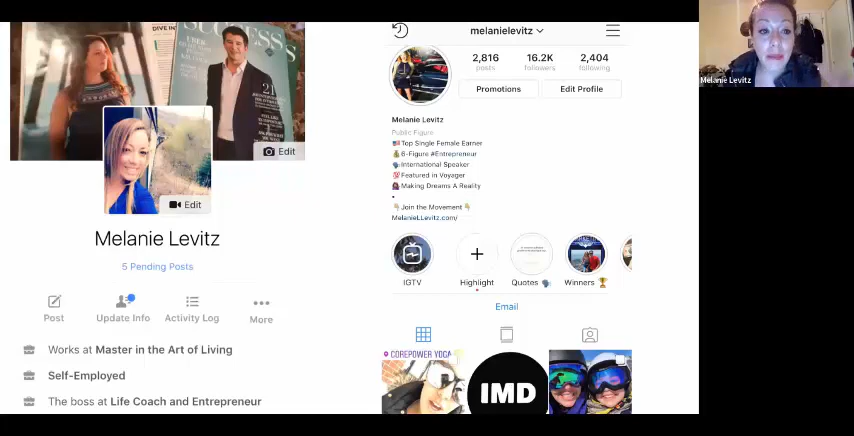 SUCCESS
21
Edit
Edit
Melanie Levitz
5 Pending Posts
Post
Update Info
Activity Log
More
Works at Master in the Art of Living
Self-Employed
The boss at Life Coach and Entrepreneur
melanielevitz
2,816
16.2K
2,404
posts
followers
following
Promotions
Edit Profile
Melanie Levitz
Public Figure
Top Single Female Earner
6-Figure #Entrepreneur
International Speaker
Featured in Voyager
Making Dreams A Reality
•
Join the Movement
MelanieLLevitz.com/
IGTV
Highlight
Quotes
Winners
Email
COREPOWER YOGA
IMD
Melanie Levitz